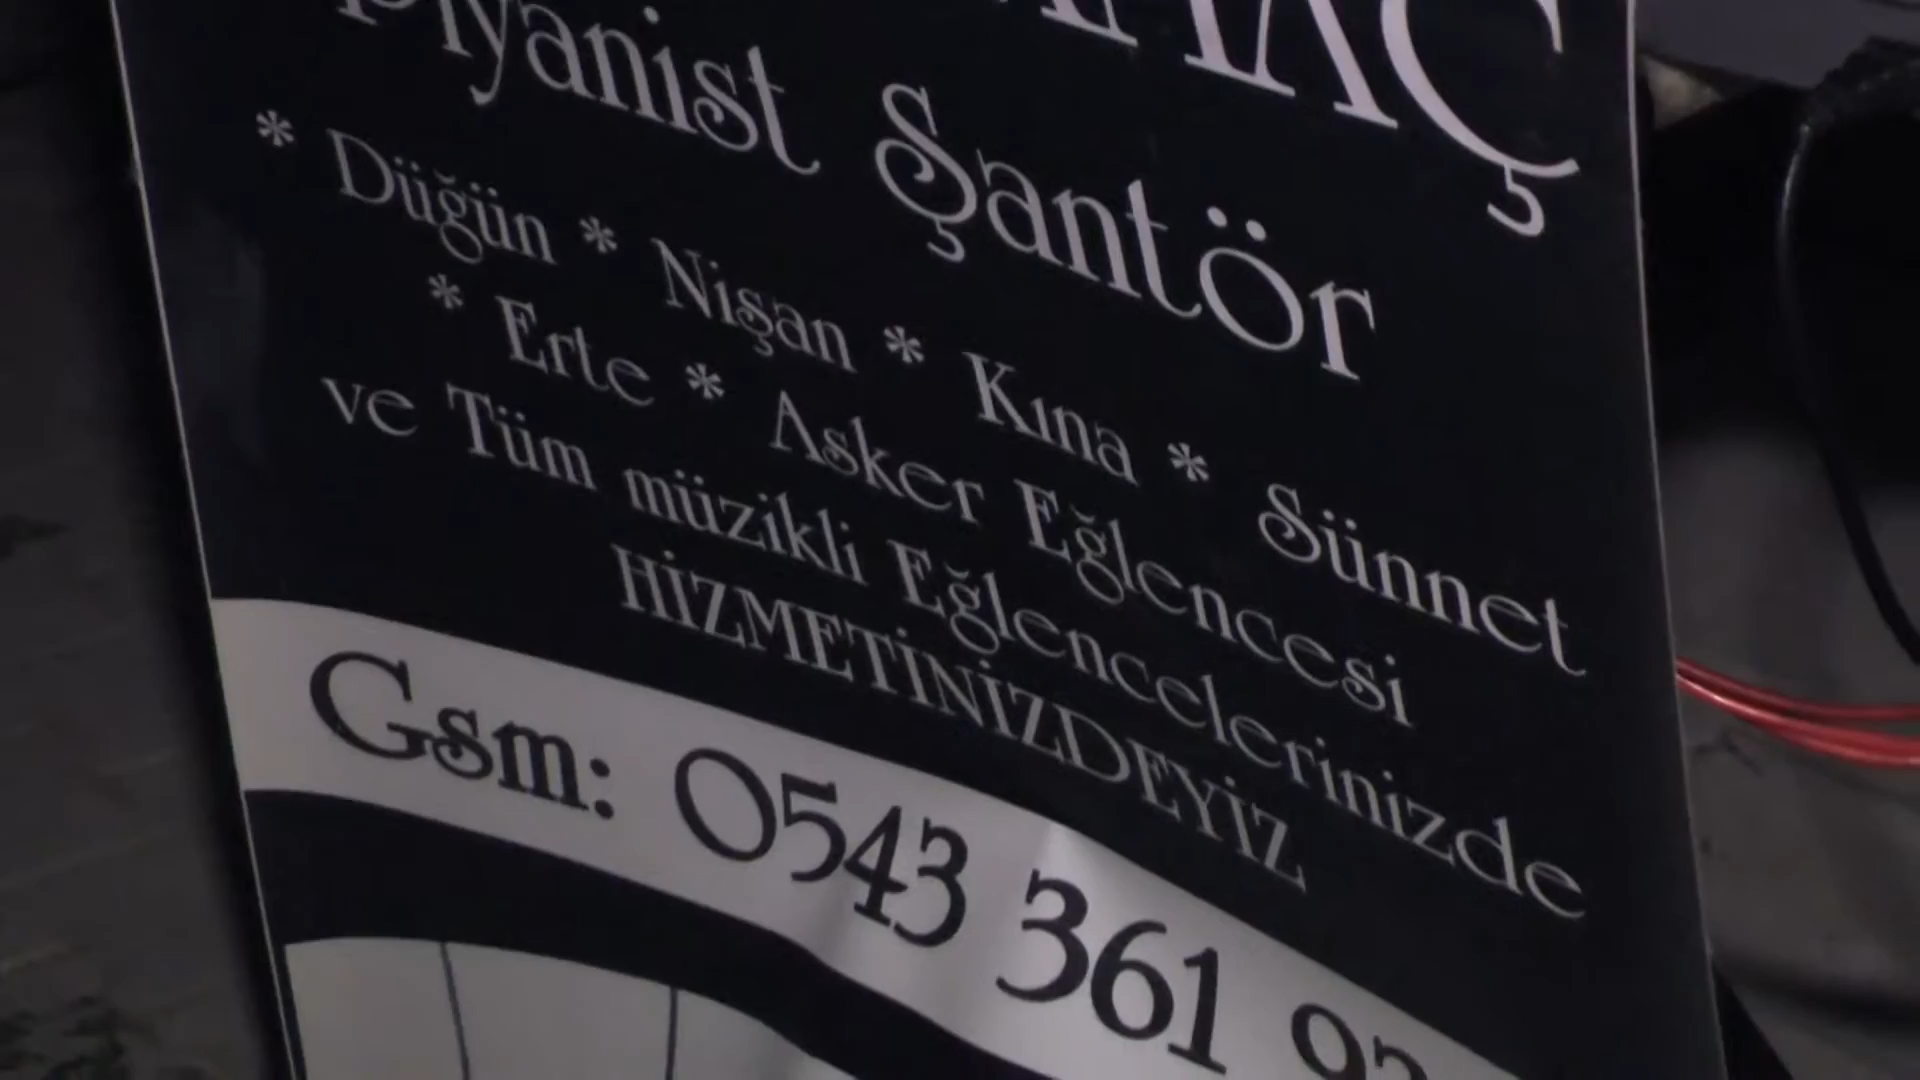 Piyanist Şantör
* Düğün * Nişan * Kına * Sünnet
* Erte * Asker Eğlencesi
ve Tüm müzikli Eğlencelerinizde
HİZMETİNİZDEYİZ
Gsm: 0543 361